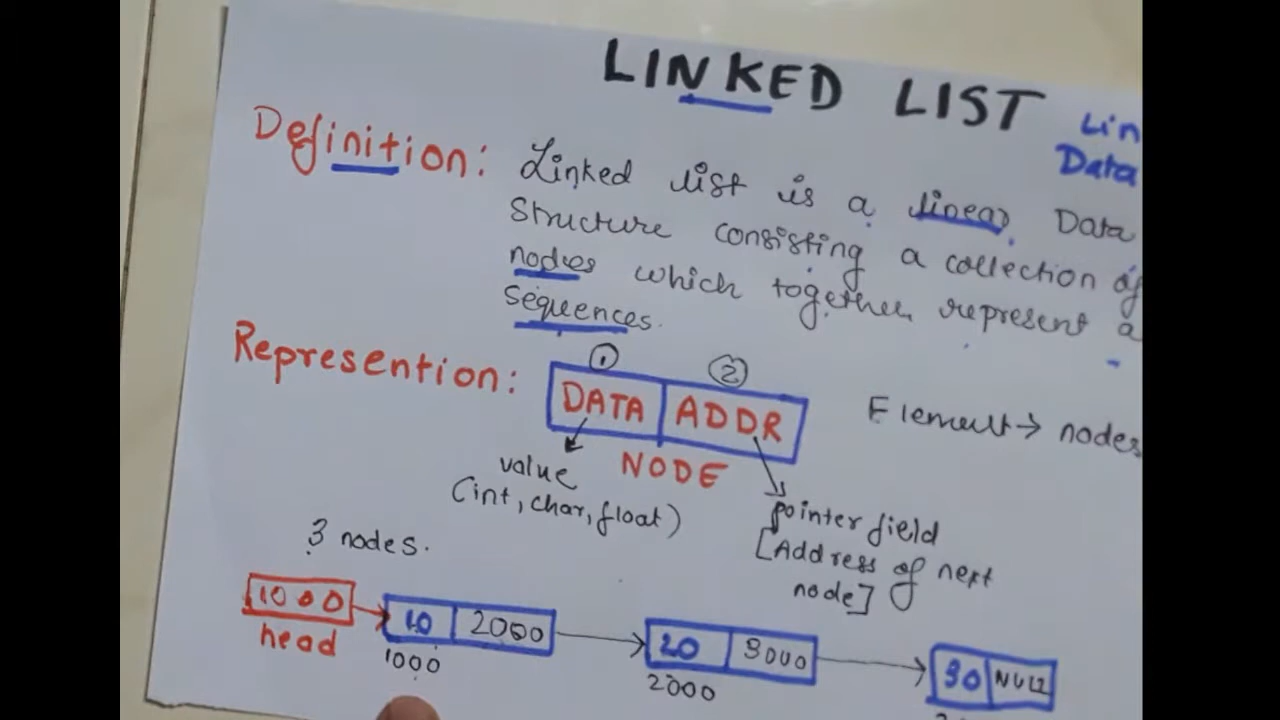 LINKED LIST
Lin
Data
Definition: Linked list is a linear Data
Structure consisting a collection of
nodes which together represent a
sequences.
Represention:
1 2
DATA ADDR
NODE
Element → nodes
value
(int, char, float)
pointer field
[Address of next
node]
3 nodes.
1000 10 2000 20 3000 30 NULL
head
1000 2000